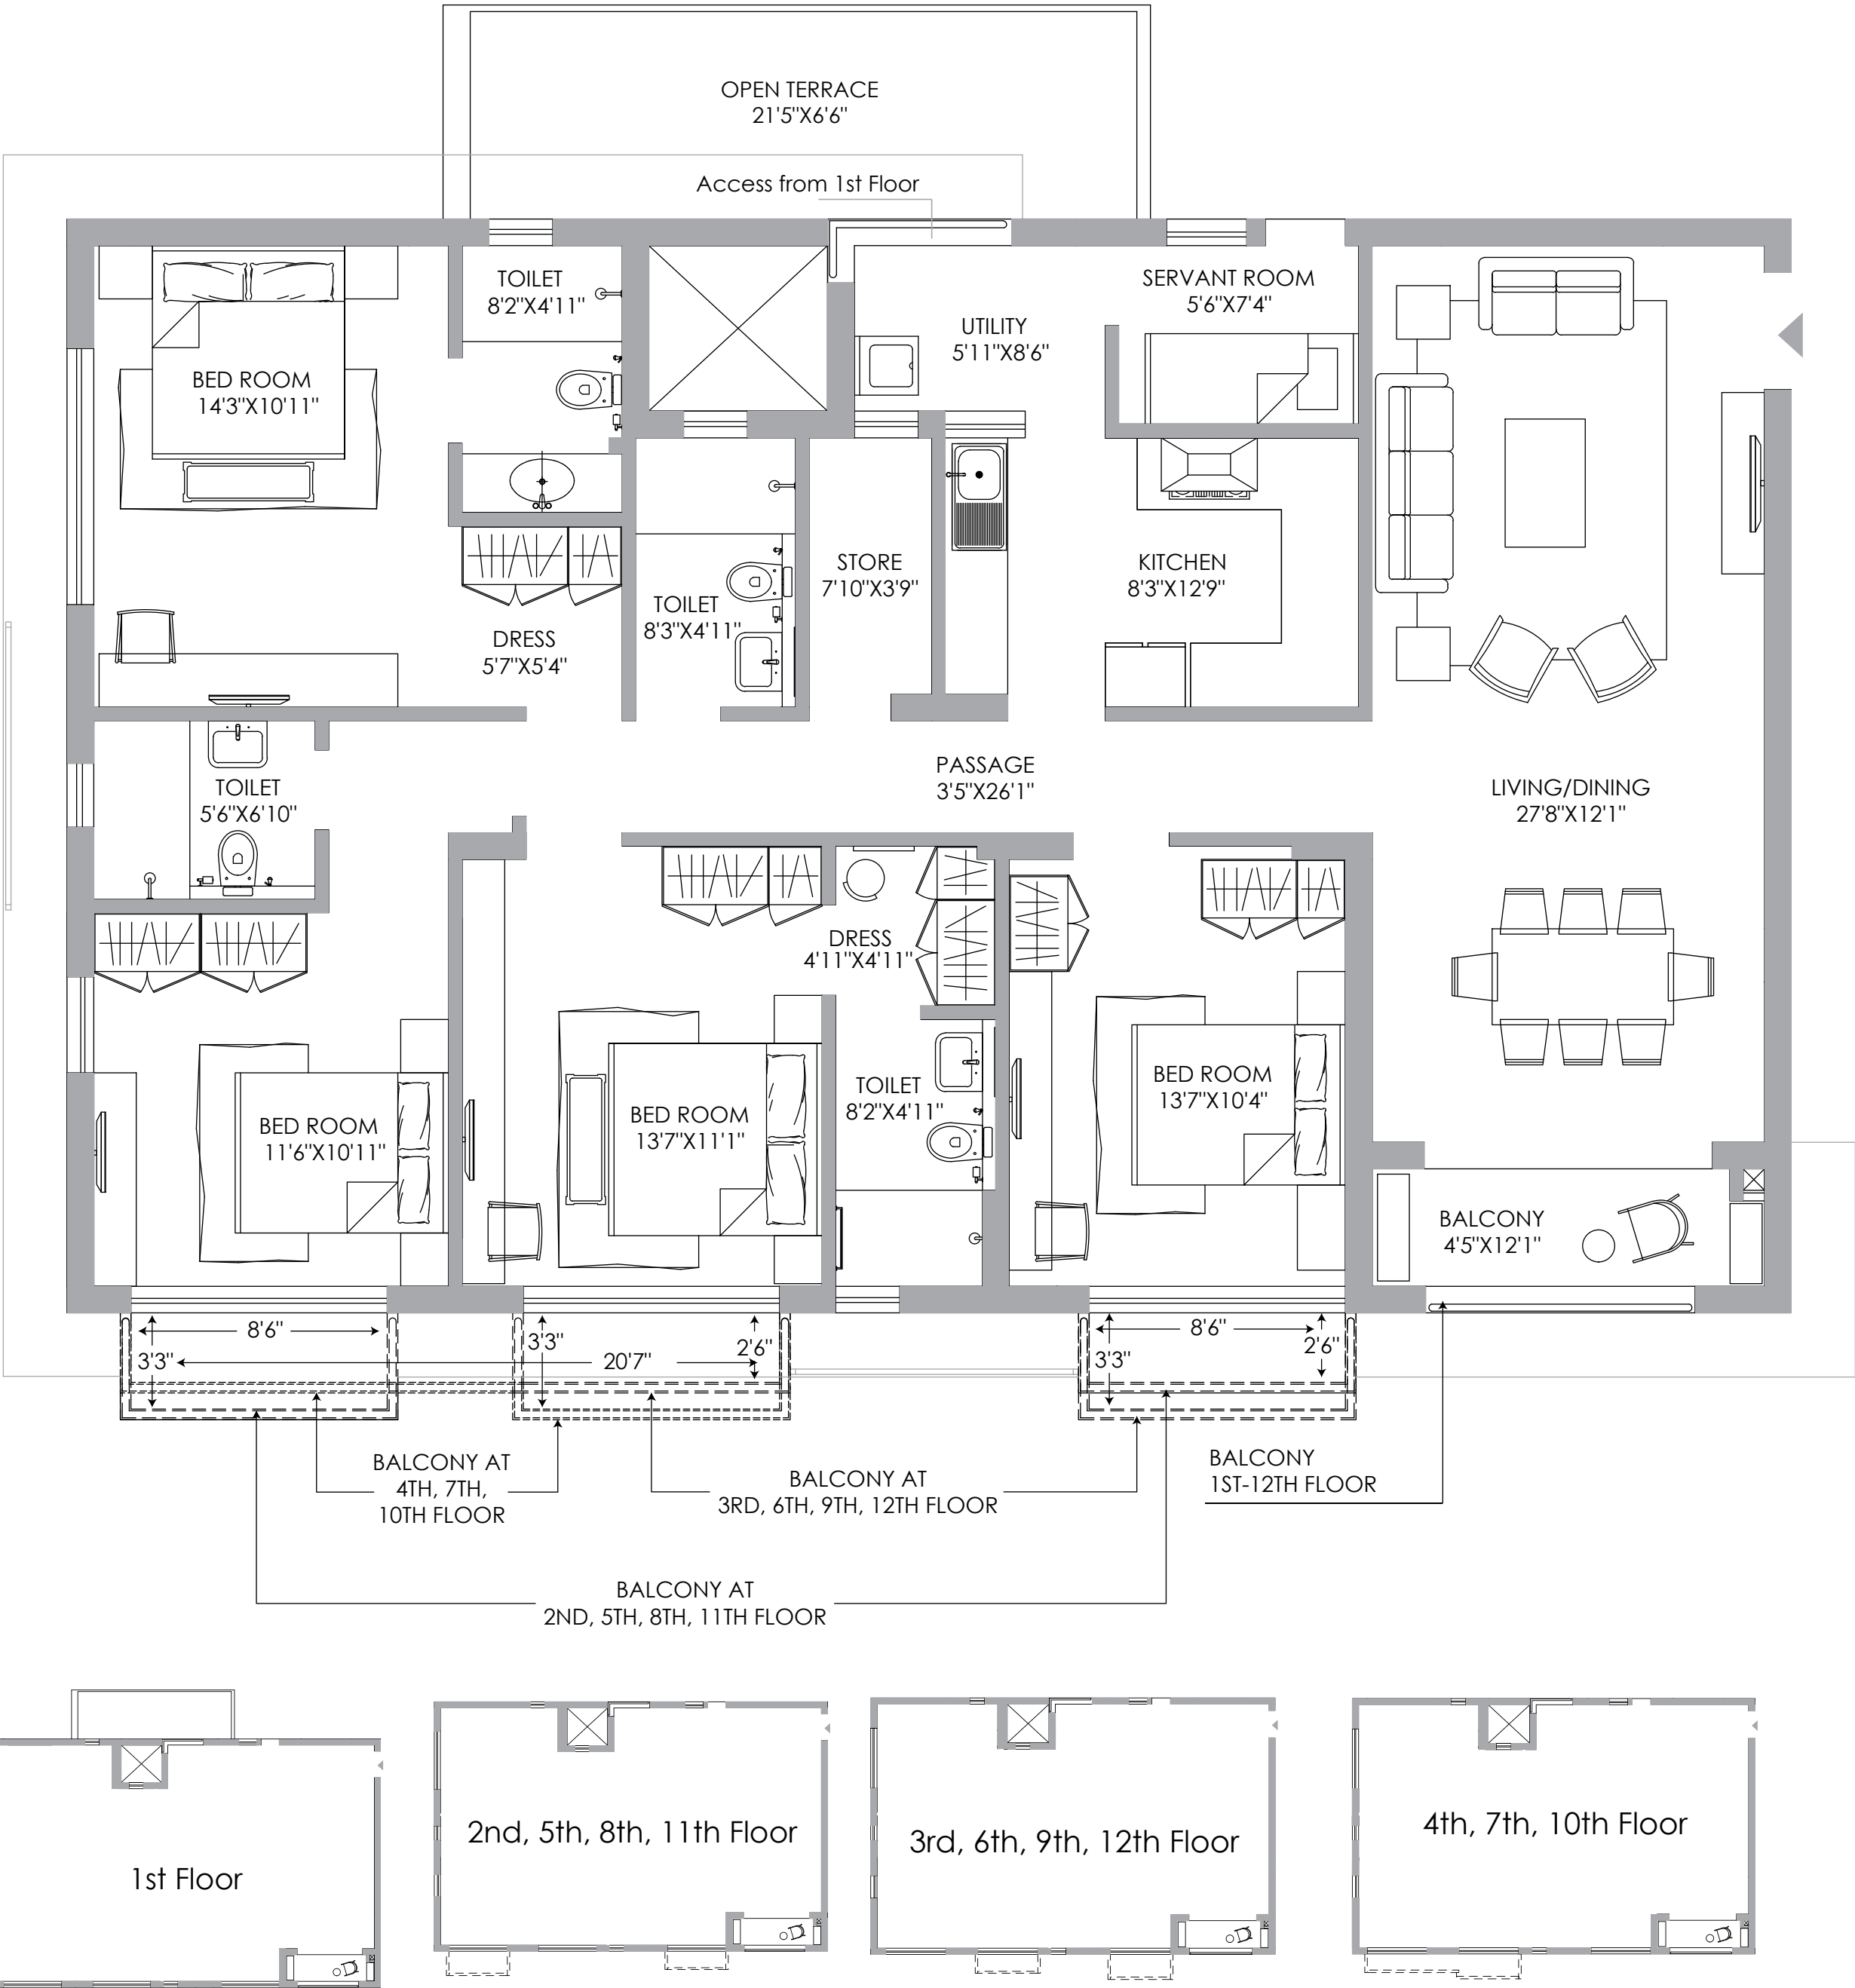 OPEN TERRACE
21'5"X6'6"
Access from 1st Floor
TOILET
8'2"X4'11"
SERVANT ROOM
5'6"X7'4"
UTILITY
5'11"X8'6"
BED ROOM
14'3"X10'11"
STORE
7'10"X3'9"
KITCHEN
8'3"X12'9"
TOILET
8'3"X4'11"
DRESS
5'7"X5'4"
PASSAGE
3'5"X26'1"
TOILET
5'6"X6'10"
LIVING/DINING
27'8"X12'1"
DRESS
4'11"X4'11"
BED ROOM
13'7"X10'4"
TOILET
8'2"X4'11"
BED ROOM
13'7"X11'1"
BED ROOM
11'6"X10'11"
BALCONY
4'5"X12'1"
8'6"
3'3"
2'6"
8'6"
2'6"
3'3"
20'7"
3'3"
BALCONY AT
4TH, 7TH,
10TH FLOOR
BALCONY AT
3RD, 6TH, 9TH, 12TH FLOOR
BALCONY
1ST-12TH FLOOR
BALCONY AT
2ND, 5TH, 8TH, 11TH FLOOR
1st Floor
2nd, 5th, 8th, 11th Floor
3rd, 6th, 9th, 12th Floor
4th, 7th, 10th Floor